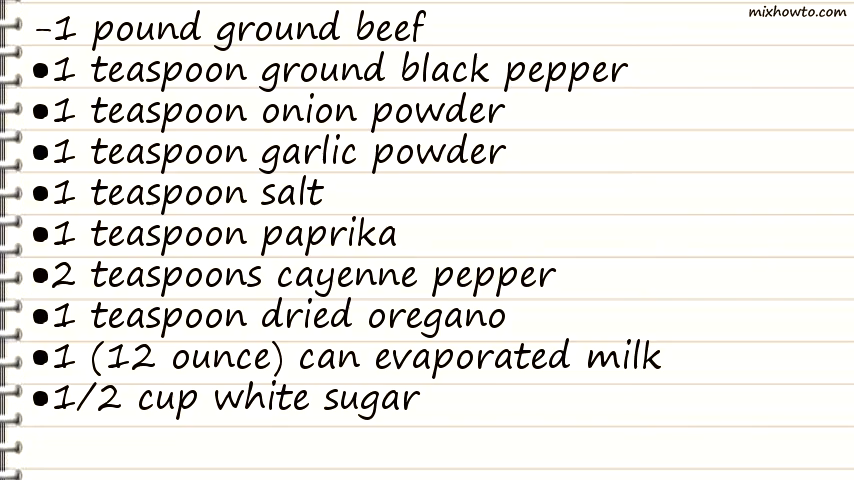 mixhowto.com
-1 pound ground beef
•1 teaspoon ground black pepper
•1 teaspoon onion powder
•1 teaspoon garlic powder
•1 teaspoon salt
•1 teaspoon paprika
•2 teaspoons cayenne pepper
•1 teaspoon dried oregano
•1 (12 ounce) can evaporated milk
•1/2 cup white sugar